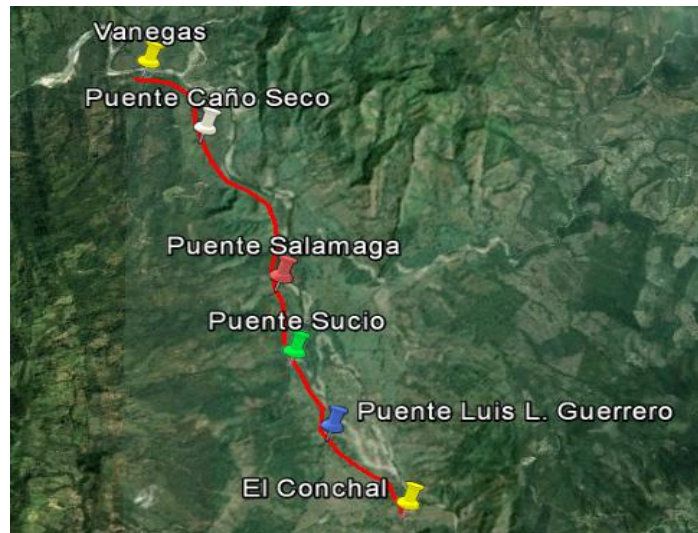 Vanegas
Puente Caño Seco
Puente Salamaga
Puente Sucio
Puente Luis L. Guerrero
El Conchal